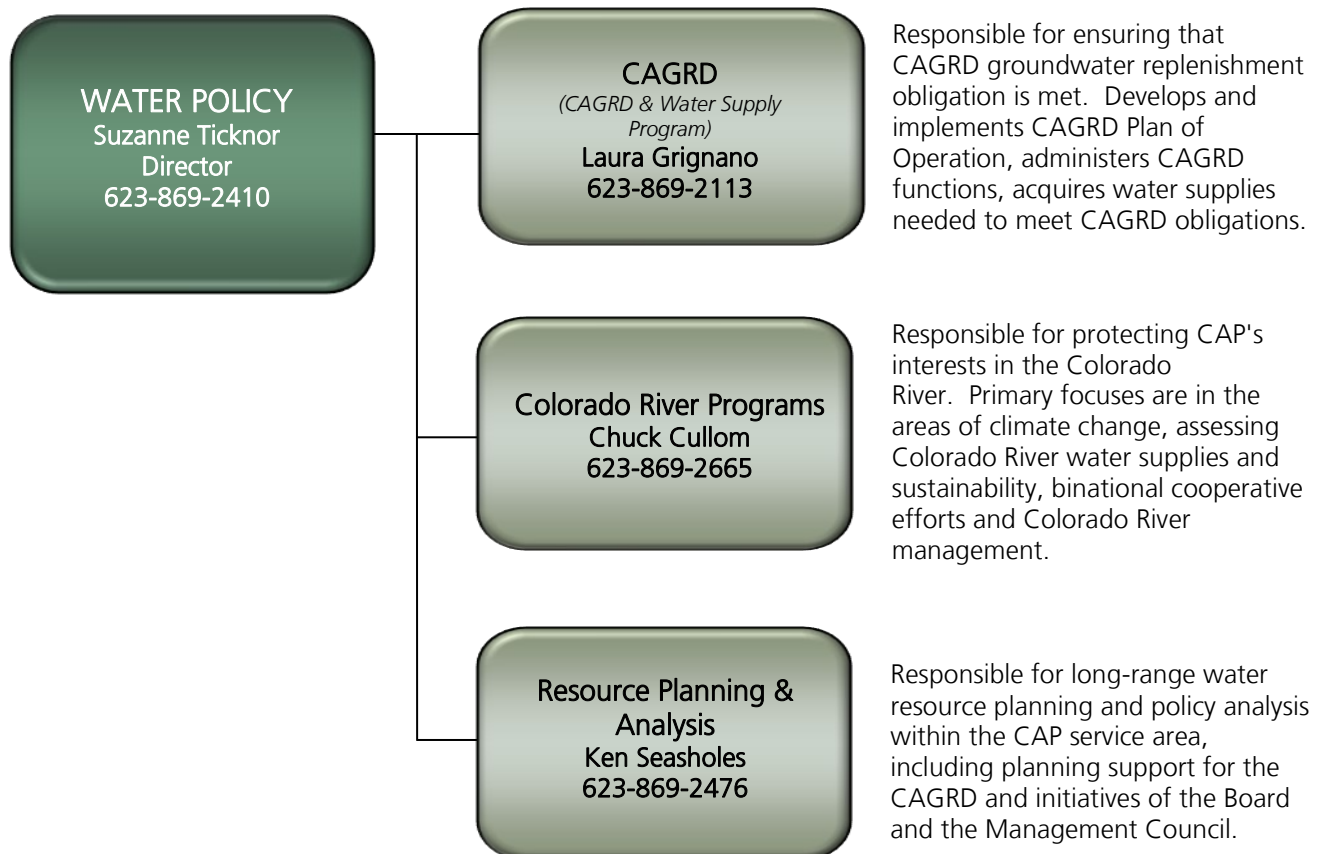 WATER POLICY
Suzanne Ticknor
Director
623-869-2410
CAGRD
(CAGRD & Water Supply
Program)
Laura Grignano
623-869-2113
Responsible for ensuring that
CAGRD groundwater replenishment
obligation is met.  Develops and
implements CAGRD Plan of
Operation, administers CAGRD
functions, acquires water supplies
needed to meet CAGRD obligations.
Colorado River Programs
Chuck Cullom
623-869-2665
Responsible for protecting CAP's
interests in the Colorado
River.  Primary focuses are in the
areas of climate change, assessing
Colorado River water supplies and
sustainability, binational cooperative
efforts and Colorado River
management.
Resource Planning &
Analysis
Ken Seasholes
623-869-2476
Responsible for long-range water
resource planning and policy analysis
within the CAP service area,
including planning support for the
CAGRD and initiatives of the Board
and the Management Council.